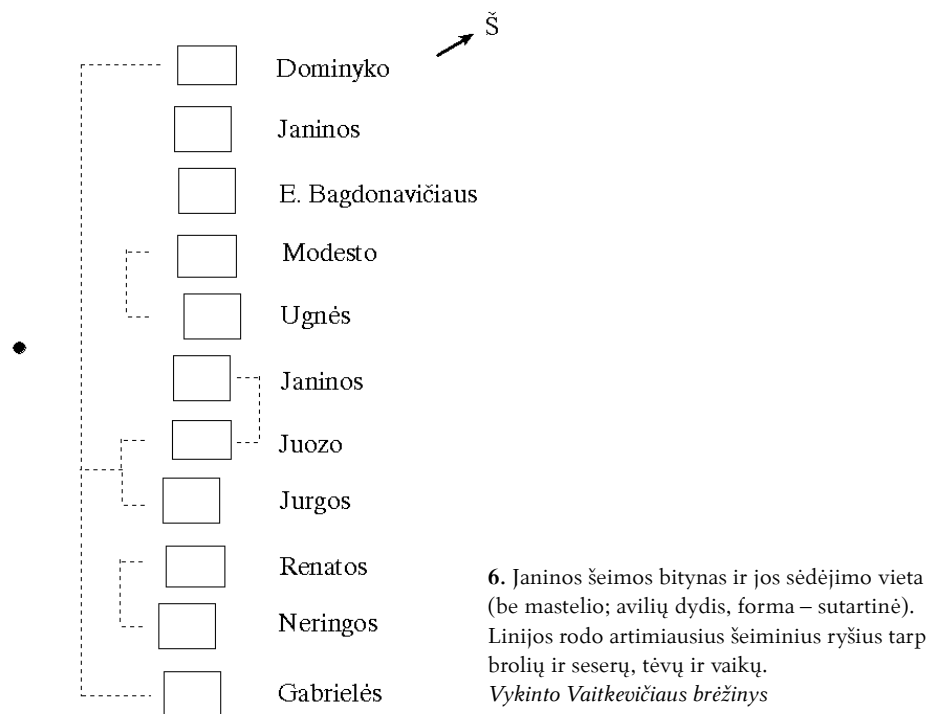 Š
Dominyko
Janinos
E. Bagdonavičiaus
Modesto
Ugnės
Janinos
Juozo
Jurgos
Renatos
Neringos
Gabrielės
6. Janinos šeimos bitynas ir jos sėdėjimo vieta
(be mastelio; avilių dydis, forma – sutartinė).
Linijos rodo artimiausius šeiminius ryšius tarp
brolių ir seserų, tėvų ir vaikų.
Vykinto Vaitkevičiaus brėžinys